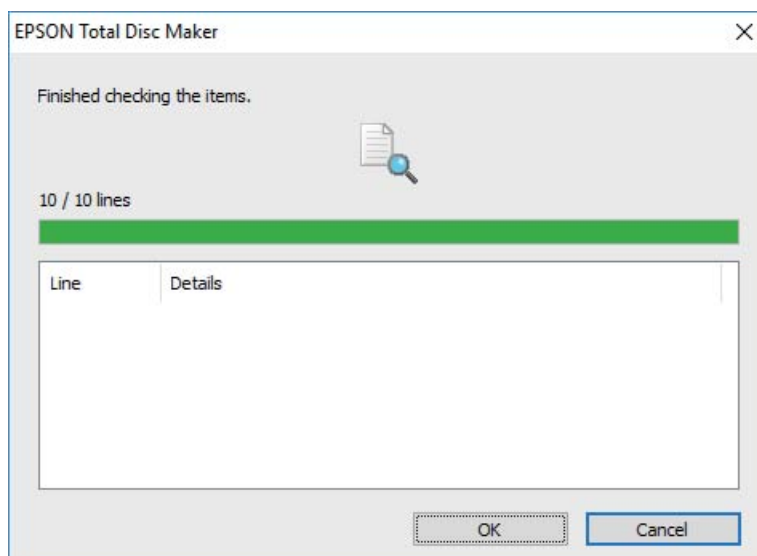 EPSON Total Disc Maker
Finished checking the items.
10 / 10 lines
Line Details
OK Cancel